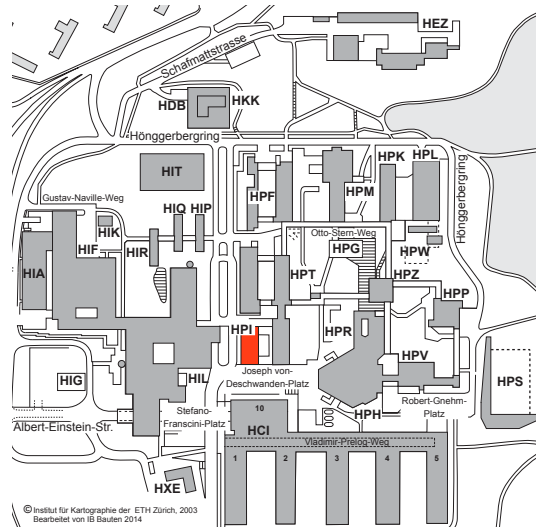 HEZ
Schafmattstrasse
HDB
HKK
Hönggerbergring
HIT
HPF
HPM
HPK
HPL
Hönggerbergring
Gustav-Naville-Weg
HIK
HIQ
HIP
HIF
HIR
HIA
Otto-Stern-Weg
HPG
HPW
HPT
HPZ
HPP
HPI
HPR
HPV
HPS
HIG
HIL
Joseph von-
Deschwanden-Platz
Robert-Gnehm-
Platz
HPH
Albert-Einstein-Str.
Stefano-
Franscini-Platz
10
HCI
Vladimir-Prelog-Weg
1
2
3
4
5
HXE
© Institut für Kartographie der ETH Zürich, 2003
Bearbeitet von IB Bauten 2014